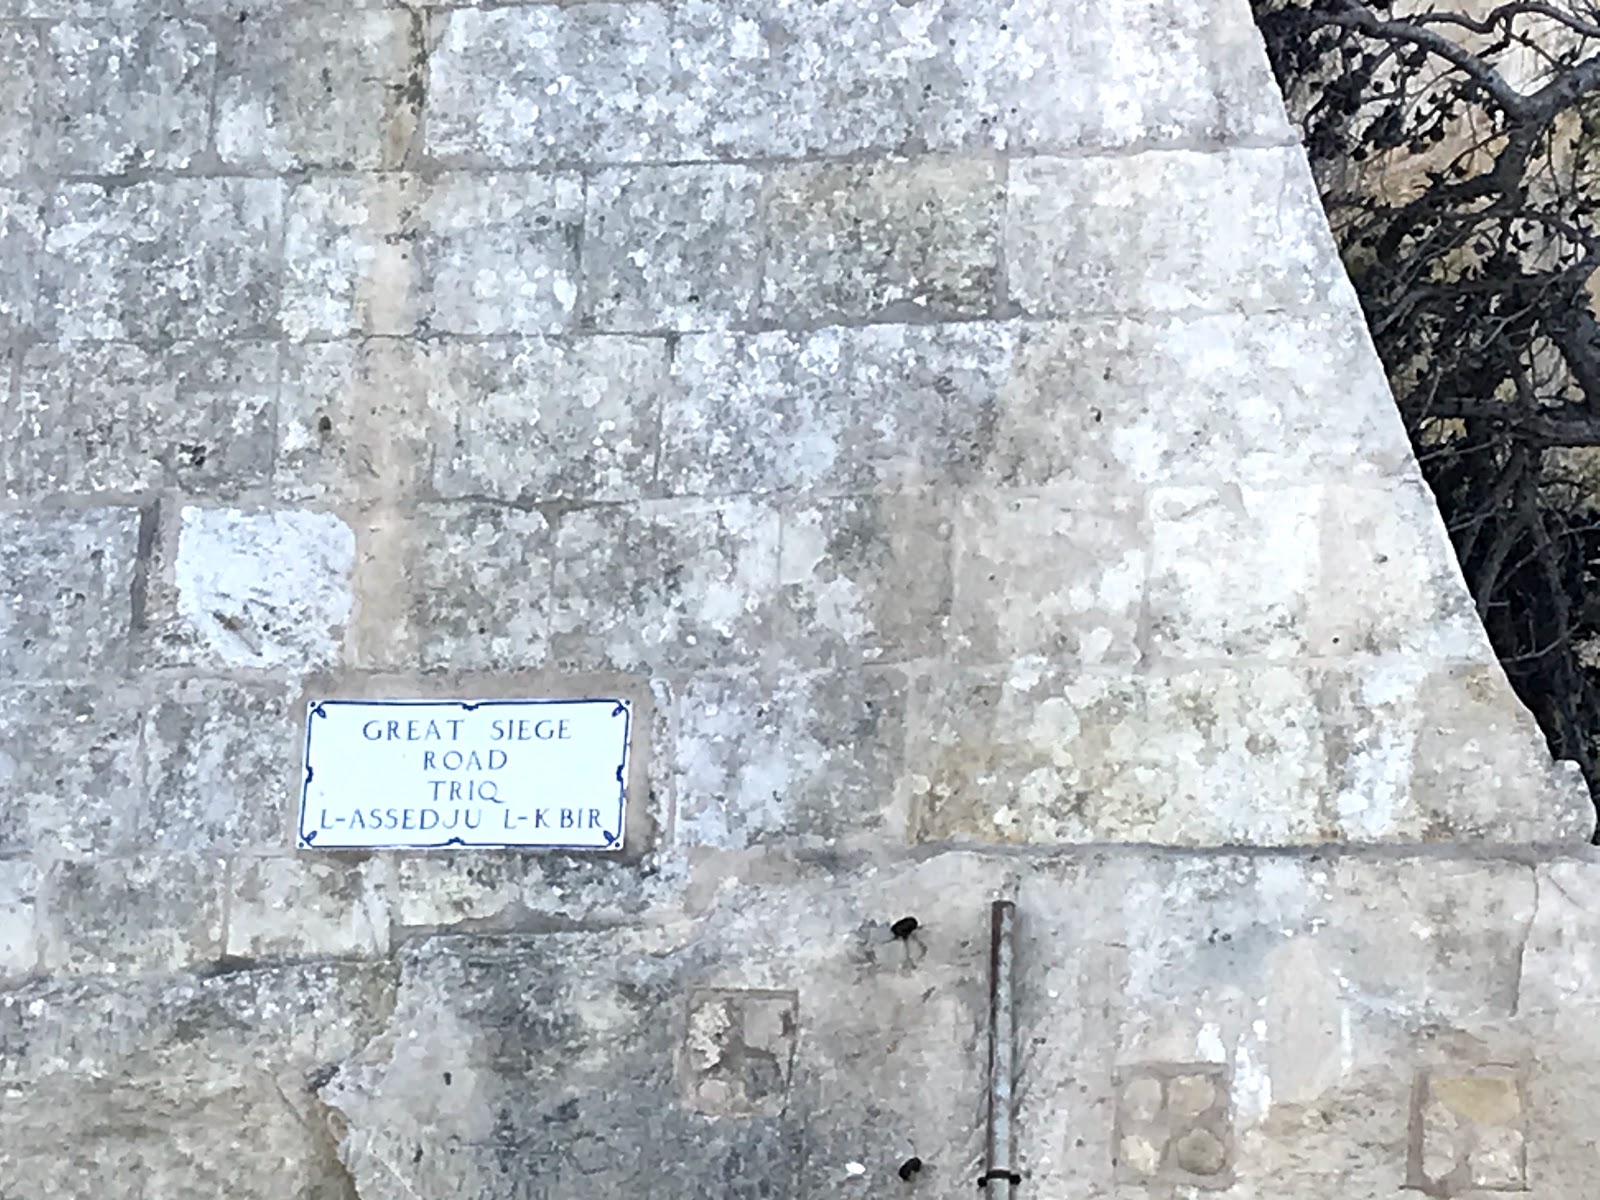 GREAT SIEGE
ROAD
TRIQ
L-ASSEDJU L-KBIR